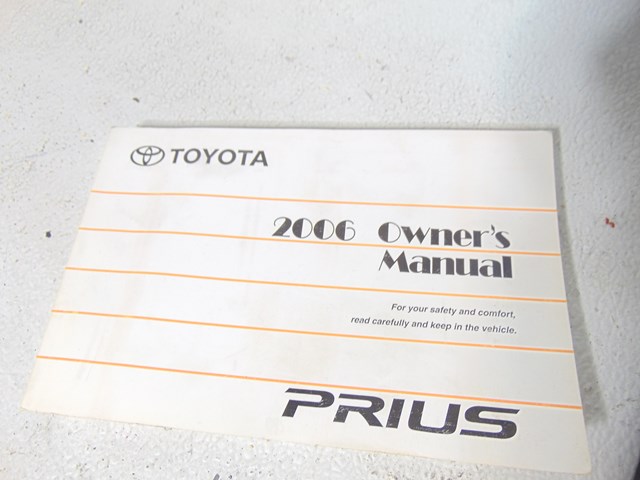 TOYOTA
2006 Owner's
Manual
For your safety and comfort,
read carefully and keep in the vehicle.
PRIUS